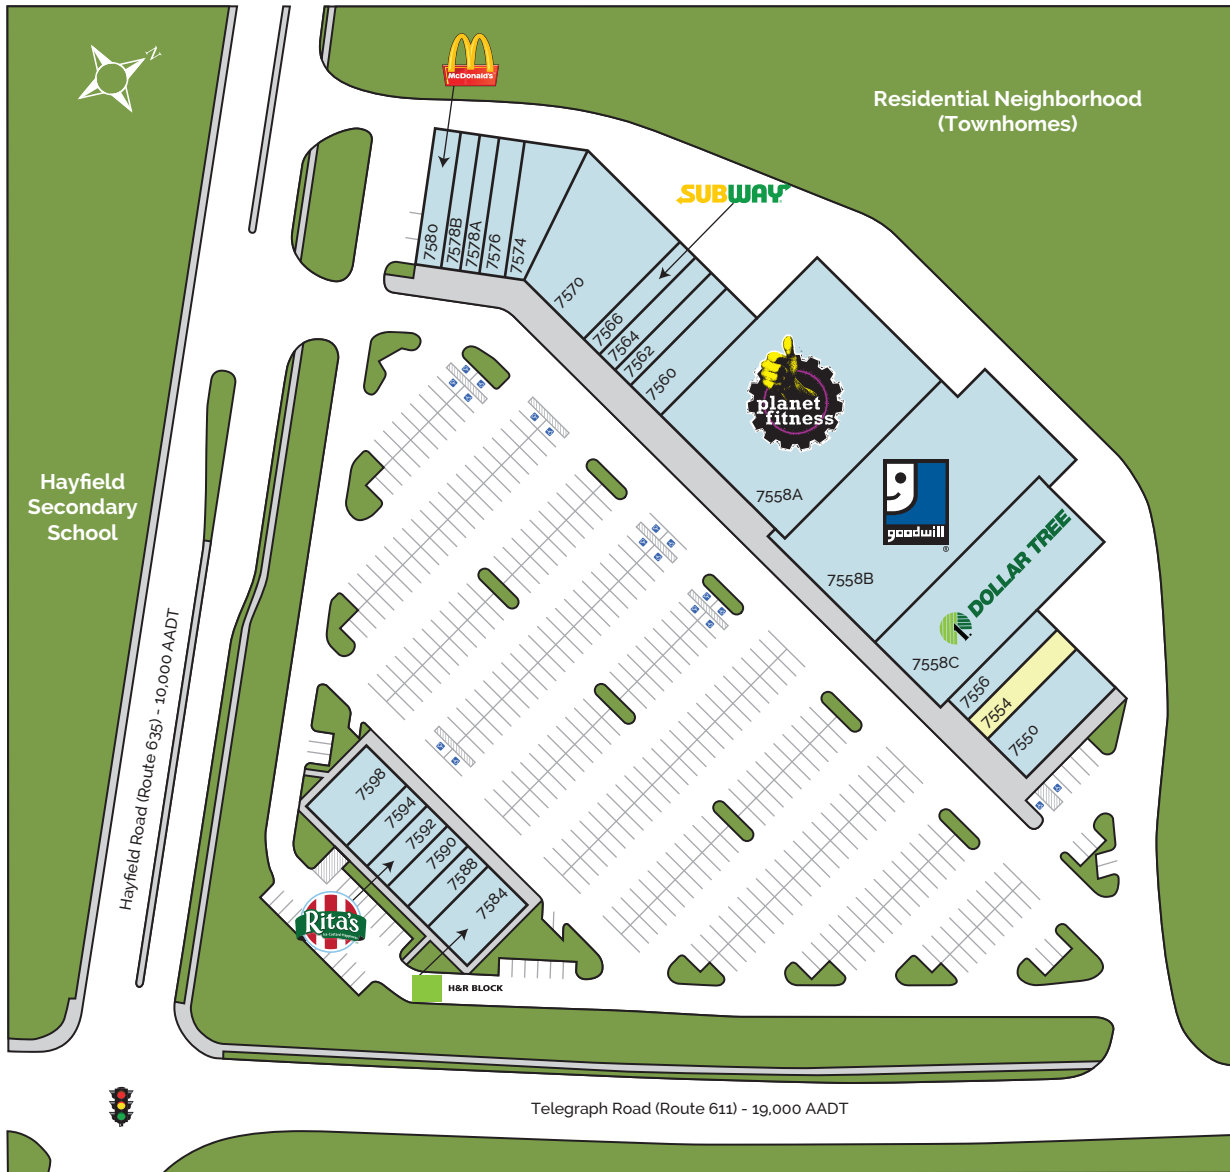 N
McDonald's
Residential Neighborhood
(Townhomes)
SUBWAY
7580
7578B
7578A
7576
7574
7570
7566
7564
7562
7560
planet
fitness
7558A
goodwill
®
7558B
DOLLAR TREE
7558C
7556
7554
7550
Hayfield
Secondary
School
Hayfield Road (Route 635) - 10,000 AADT
7598
7594
7592
7590
7588
7584
Rita's
H&R BLOCK
Telegraph Road (Route 611) - 19,000 AADT